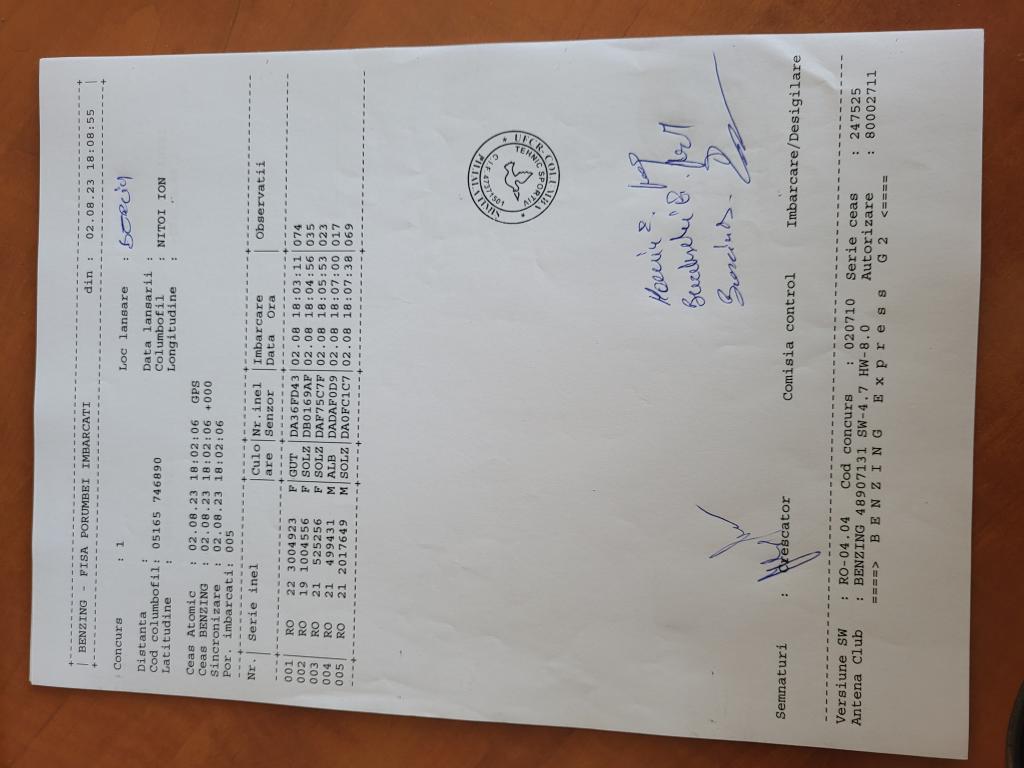 BENZING - FISA PORUMBEI IMBARCATI din : 02.08.23 18:08:55
Concurs : 1 Loc lansare :
Distanta : Data lansarii :
Cod columbofil: 05165 746890 Columbofil : NITOI ION
Latitudine : Longitudine :
Ceas Atomic : 02.08.23 18:02:06 GPS
Ceas BENZING : 02.08.23 18:02:06 +000
Sincronizare : 02.08.23 18:02:06
Por. imbarcati: 005
Nr.| Serie inel |Culo|Nr.inel |Imbarcare | Observatii
|are |Senzor |Data Ora |
001 | RO 22 3004923 F |GUT |DA36FD43|02.08 18:03:11|074
002 | RO 19 1004556 F |SOLZ|DB0169AF|02.08 18:04:56|035
003 | RO 21 525256 F |SOLZ|DAF75C7F|02.08 18:05:53|023
004 | RO 21 499431 M |ALB |DADAF0D9|02.08 18:07:00|017
005 | RO 21 2017649 M |SOLZ|DA0FC1C7|02.08 18:07:38|069
UFCR-COLUMBA
TEHNIC SPORTIV
Semnaturi : Crescator Comisia control Imbarcare/Desigilare
Versiune SW : RO-04.04 Cod concurs : 020710 Serie ceas : 247525
Antena Club : BENZING 48907131 SW-4.7 HW-8.0 Autorizare : 80002711
====> B E N Z I N G E x p r e s s G 2 <====